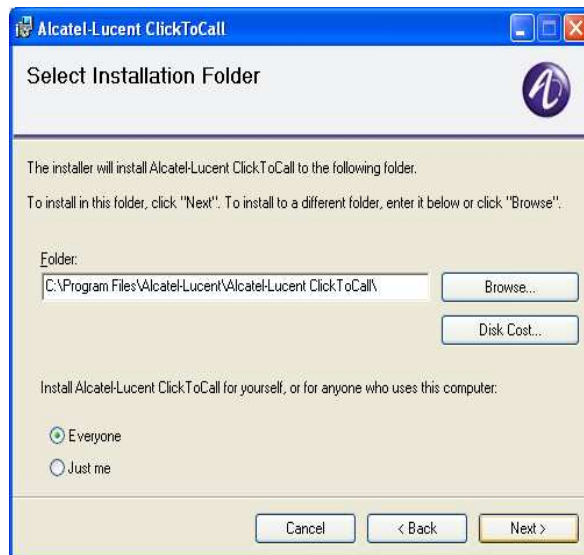 Alcatel-Lucent ClickToCall
Select Installation Folder
The installer will install Alcatel-Lucent ClickToCall to the following folder.
To install in this folder, click "Next". To install to a different folder, enter it below or click "Browse".
Folder:
C:\Program Files\Alcatel-Lucent\Alcatel-Lucent ClickToCall\
Browse...
Disk Cost...
Install Alcatel-Lucent ClickToCall for yourself, or for anyone who uses this computer:
Everyone
Just me
Cancel
< Back
Next >